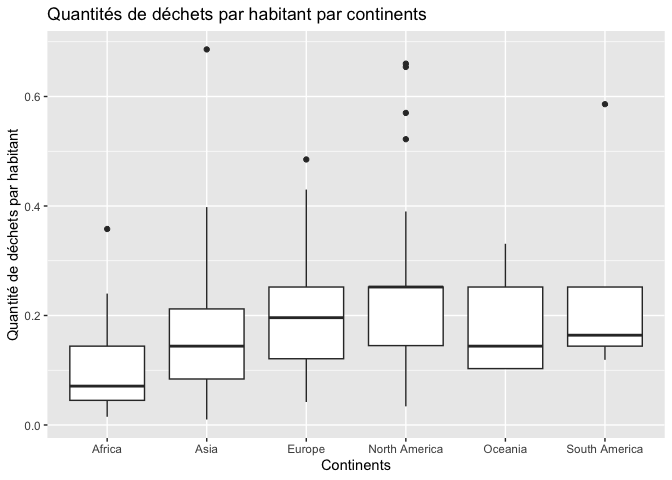 Quantités de déchets par habitant par continents
Quantité de déchets par habitant
0.6
0.4
0.2
0.0
Africa
Asia
Europe
North America
Oceania
South America
Continents